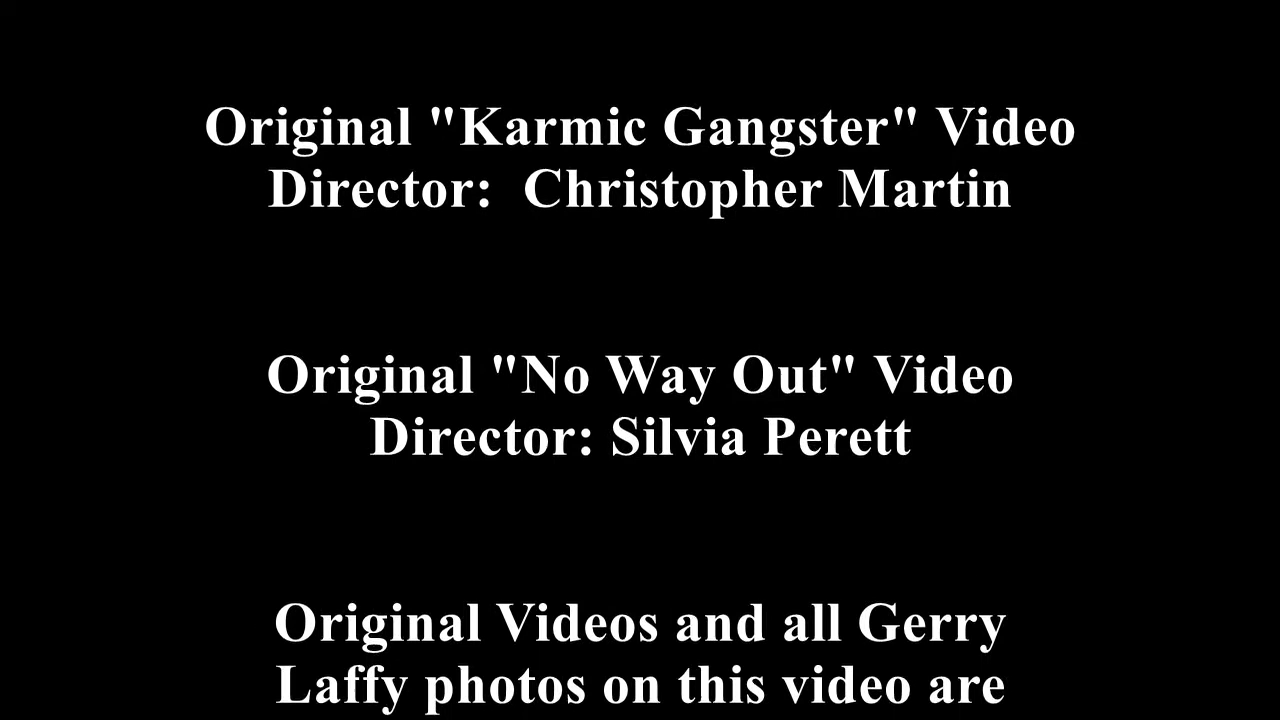 Original "Karmic Gangster" Video
Director:  Christopher Martin
Original "No Way Out" Video
Director: Silvia Perett
Original Videos and all Gerry
Laffy photos on this video are